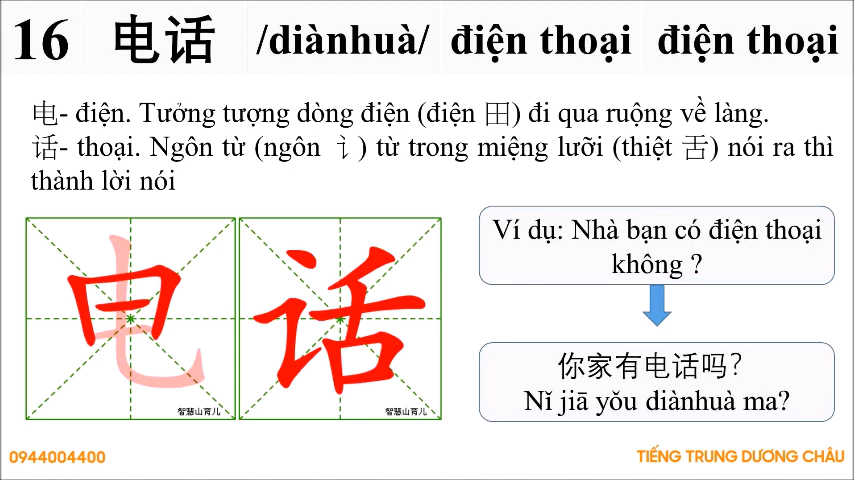 16 电话 /diànhuà/ điện thoại điện thoại
电- điện. Tưởng tượng dòng điện (điện 田) đi qua ruộng về làng.
话- thoại. Ngôn từ (ngôn 讠) từ trong miệng lưỡi (thiệt 舌) nói ra thì
thành lời nói
电话
智慧山育儿 智慧山育儿
Ví dụ: Nhà bạn có điện thoại
không ?
你家有电话吗?
Nǐ jiā yǒu diànhuà ma?
0944004400
TIẾNG TRUNG DƯƠNG CHÂU